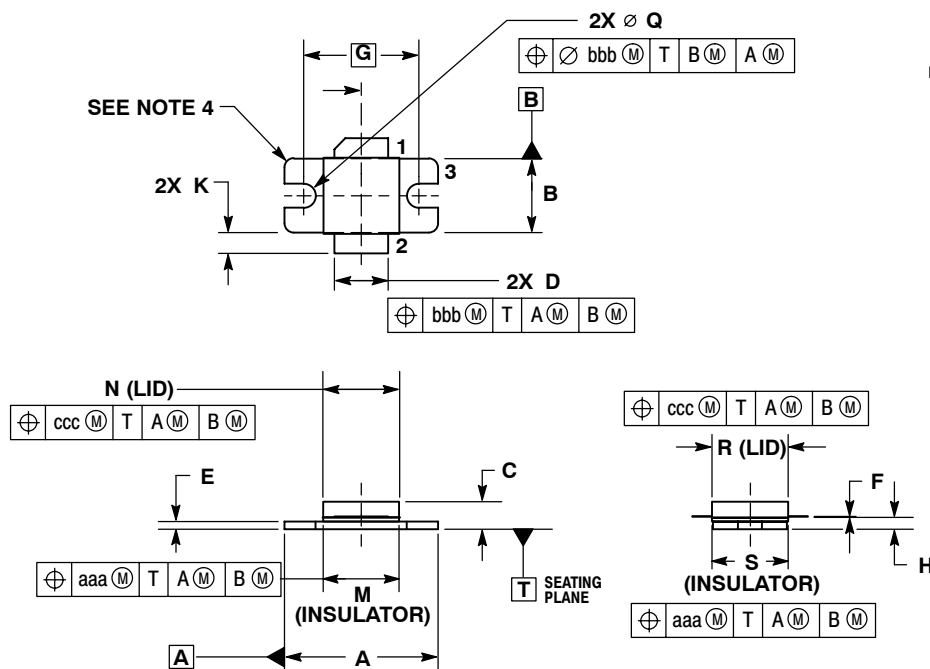 2X ⌀ Q
⌖ ⌀ bbb Ⓜ T B Ⓜ A Ⓜ
G
B
SEE NOTE 4
1
3
2X K
B
2
2X D
⌖ bbb Ⓜ T A Ⓜ B Ⓜ
N (LID)
⌖ ccc Ⓜ T A Ⓜ B Ⓜ
E
C
⌖ aaa Ⓜ T A Ⓜ B Ⓜ
M
(INSULATOR)
T SEATING
PLANE
A
A
⌖ ccc Ⓜ T A Ⓜ B Ⓜ
R (LID)
F
H
S
(INSULATOR)
⌖ aaa Ⓜ T A Ⓜ B Ⓜ